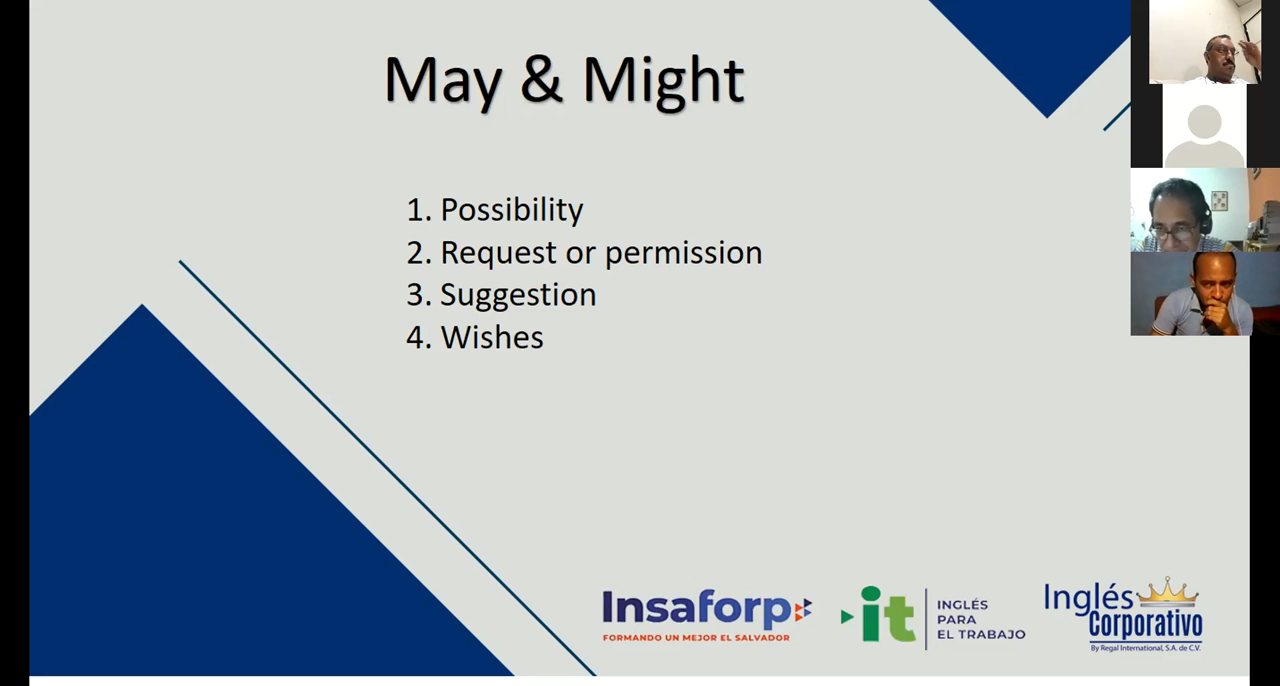 May & Might
1. Possibility
2. Request or permission
3. Suggestion
4. Wishes
Insaforp
FORMANDO UN MEJOR EL SALVADOR
it
INGLÉS
PARA
EL TRABAJO
Inglés
Corporativo
By Regal International, S.A. de C.V.